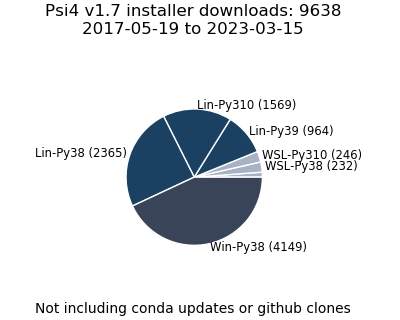 Psi4 v1.7 installer downloads: 9638
2017-05-19 to 2023-03-15
Lin-Py310 (1569)
Lin-Py39 (964)
Lin-Py38 (2365)
WSL-Py310 (246)
WSL-Py38 (232)
Win-Py38 (4149)
Not including conda updates or github clones